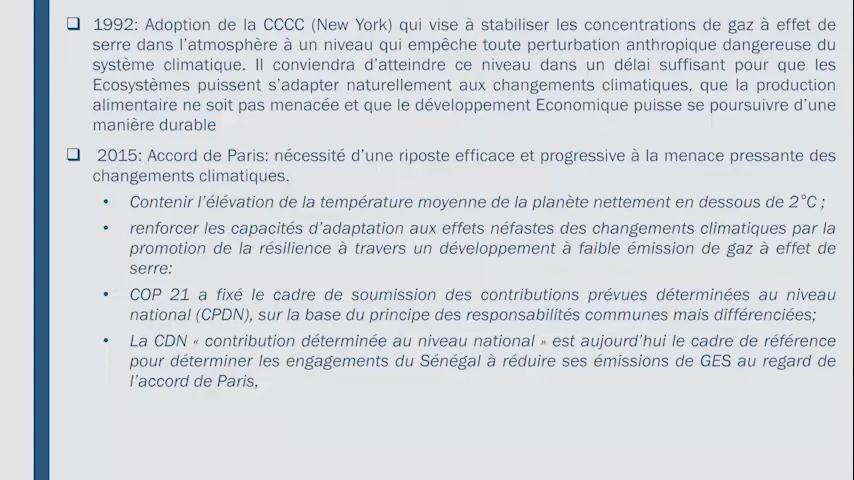 ❑ 1992: Adoption de la CCCC (New York) qui vise à stabiliser les concentrations de gaz à effet de
serre dans l'atmosphère à un niveau qui empêche toute perturbation anthropique dangereuse du
système climatique. Il conviendra d'atteindre ce niveau dans un délai suffisant pour que les
Ecosystèmes puissent s'adapter naturellement aux changements climatiques, que la production
alimentaire ne soit pas menacée et que le développement Economique puisse se poursuivre d'une
manière durable
❑ 2015: Accord de Paris: nécessité d'une riposte efficace et progressive à la menace pressante des
changements climatiques.
• Contenir l'élévation de la température moyenne de la planète nettement en dessous de 2°C ;
• renforcer les capacités d'adaptation aux effets néfastes des changements climatiques par la
promotion de la résilience à travers un développement à faible émission de gaz à effet de
serre:
• COP 21 a fixé le cadre de soumission des contributions prévues déterminées au niveau
national (CPDN), sur la base du principe des responsabilités communes mais différenciées;
• La CDN « contribution déterminée au niveau national » est aujourd'hui le cadre de référence
pour déterminer les engagements du Sénégal à réduire ses émissions de GES au regard de
l'accord de Paris,